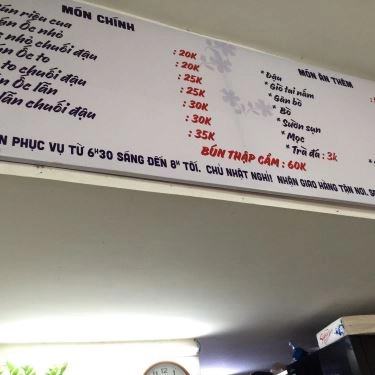 MÓN CHÍNH
riêu cua
Ốc nhỏ
nhỏ chuối đậu
Ốc to
to chuối đậu
Ốc lẫn
lẫn chuối đậu
: 20K
: 20K
: 25K
: 25K
: 30K
: 30K
: 35K
MÓN ĂN THÊM
* Đậu
* Giò tai nấm
* Gân bò
* Bò
* Sườn sụn
* Mọc
* Trà đá : 3k
BÚN THẬP CẨM : 60K
PHỤC VỤ TỪ 6H30 SÁNG ĐẾN 8H TỐI. CHỦ NHẬT NGHỈ! NHẬN GIAO HÀNG TẬN NƠI.